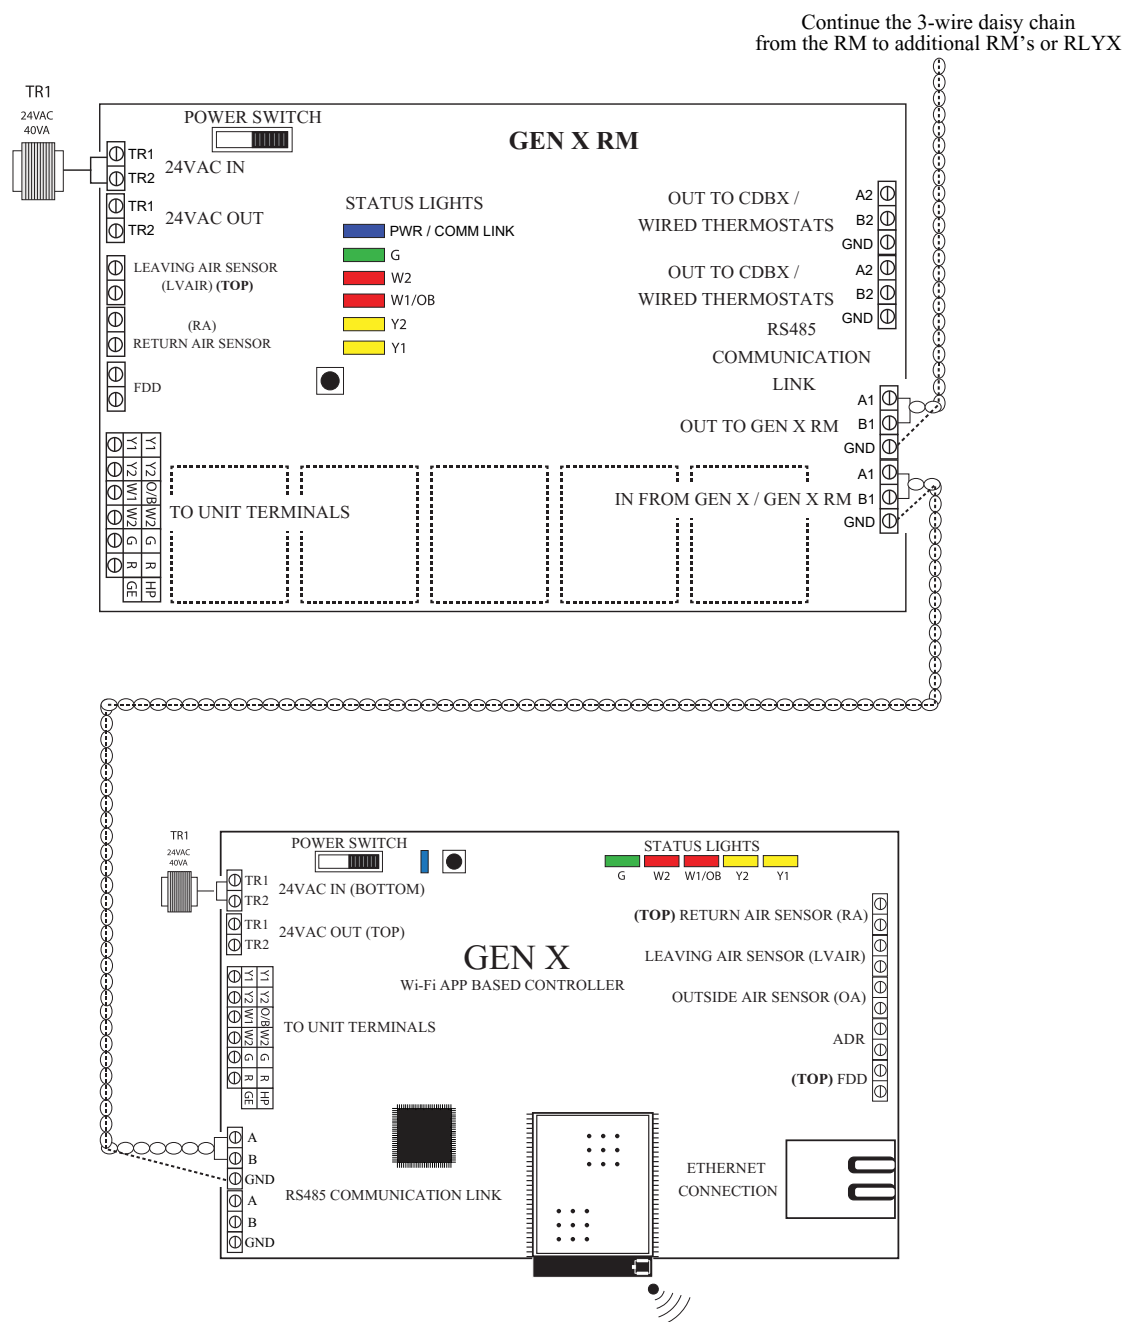 Continue the 3-wire daisy chain
from the RM to additional RM's or RLYX
TR1
24VAC
40VA
POWER SWITCH
GEN X RM
TR1
TR2
24VAC IN
TR1
TR2
24VAC OUT
LEAVING AIR SENSOR
(LVAIR) (TOP)
(RA)
RETURN AIR SENSOR
FDD
STATUS LIGHTS
PWR / COMM LINK
G
W2
W1/OB
Y2
Y1
OUT TO CDBX /
WIRED THERMOSTATS
A2
B2
GND
OUT TO CDBX /
WIRED THERMOSTATS
A2
B2
GND
RS485
COMMUNICATION
LINK
OUT TO GEN X RM
A1
B1
GND
IN FROM GEN X / GEN X RM
A1
B1
GND
Y1 Y1
Y2 Y2
W1 O/B
W2 W2
G G
R R
GE HP
TO UNIT TERMINALS
TR1
24VAC
40VA
POWER SWITCH
STATUS LIGHTS
G W2 W1/OB Y2 Y1
TR1
TR2
24VAC IN (BOTTOM)
TR1
TR2
24VAC OUT (TOP)
GEN X
Wi-Fi APP BASED CONTROLLER
(TOP) RETURN AIR SENSOR (RA)
LEAVING AIR SENSOR (LVAIR)
OUTSIDE AIR SENSOR (OA)
ADR
(TOP) FDD
Y1 Y1
Y2 Y2
W1 O/B
W2 W2
G G
R R
GE HP
TO UNIT TERMINALS
A
B
GND
A
B
GND
RS485 COMMUNICATION LINK
ETHERNET
CONNECTION